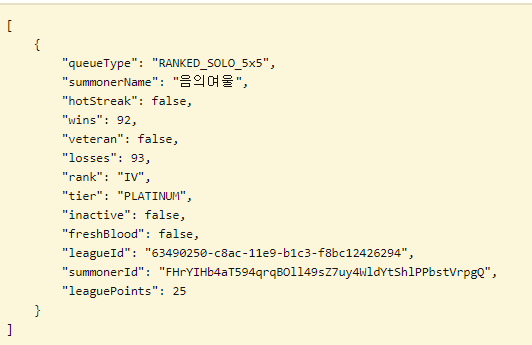 [
{
"queueType": "RANKED_SOLO_5x5",
"summonerName": "음의여울",
"hotStreak": false,
"wins": 92,
"veteran": false,
"losses": 93,
"rank": "IV",
"tier": "PLATINUM",
"inactive": false,
"freshBlood": false,
"leagueId": "63490250-c8ac-11e9-b1c3-f8bc12426294",
"summonerId": "FHrYIHb4aT594qrqBOll49sZ7uy4WldYtShlPPbstVrpgQ",
"leaguePoints": 25
}
]